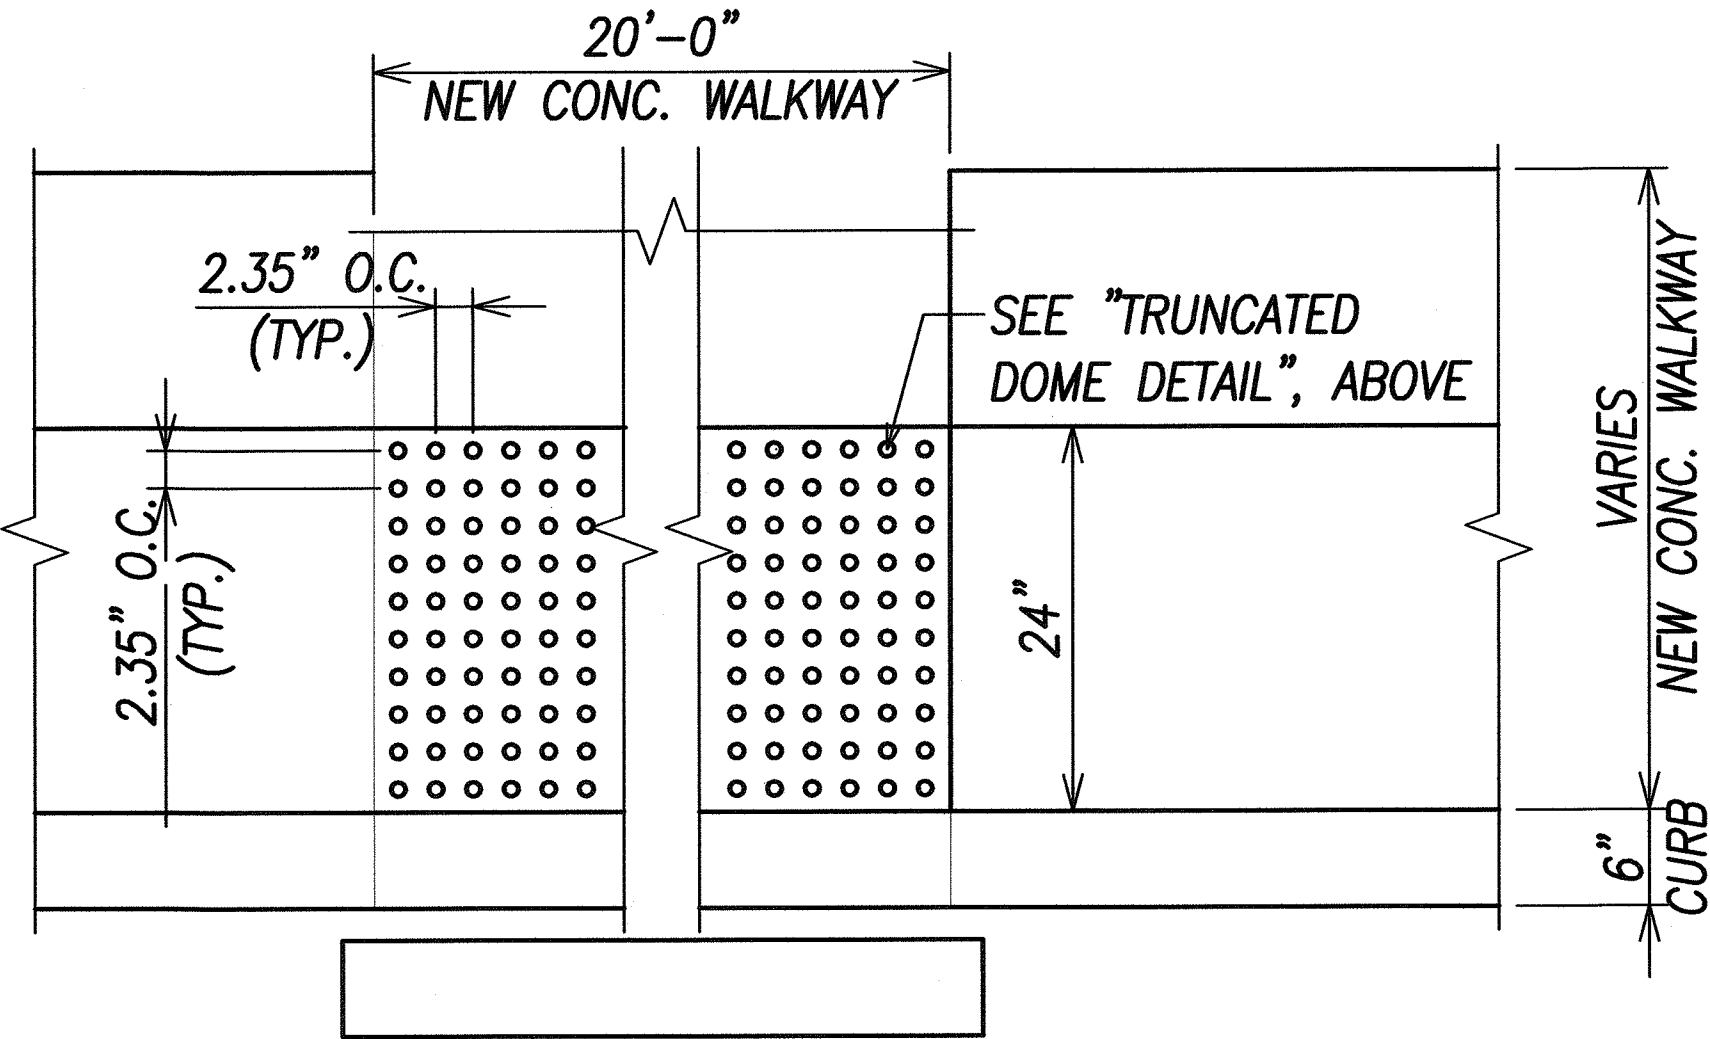 20'-0"
NEW CONC. WALKWAY
2.35" O.C.
(TYP.)
SEE "TRUNCATED
DOME DETAIL", ABOVE
2.35" O.C.
(TYP.)
24"
VARIES
NEW CONC. WALKWAY
6"
CURB